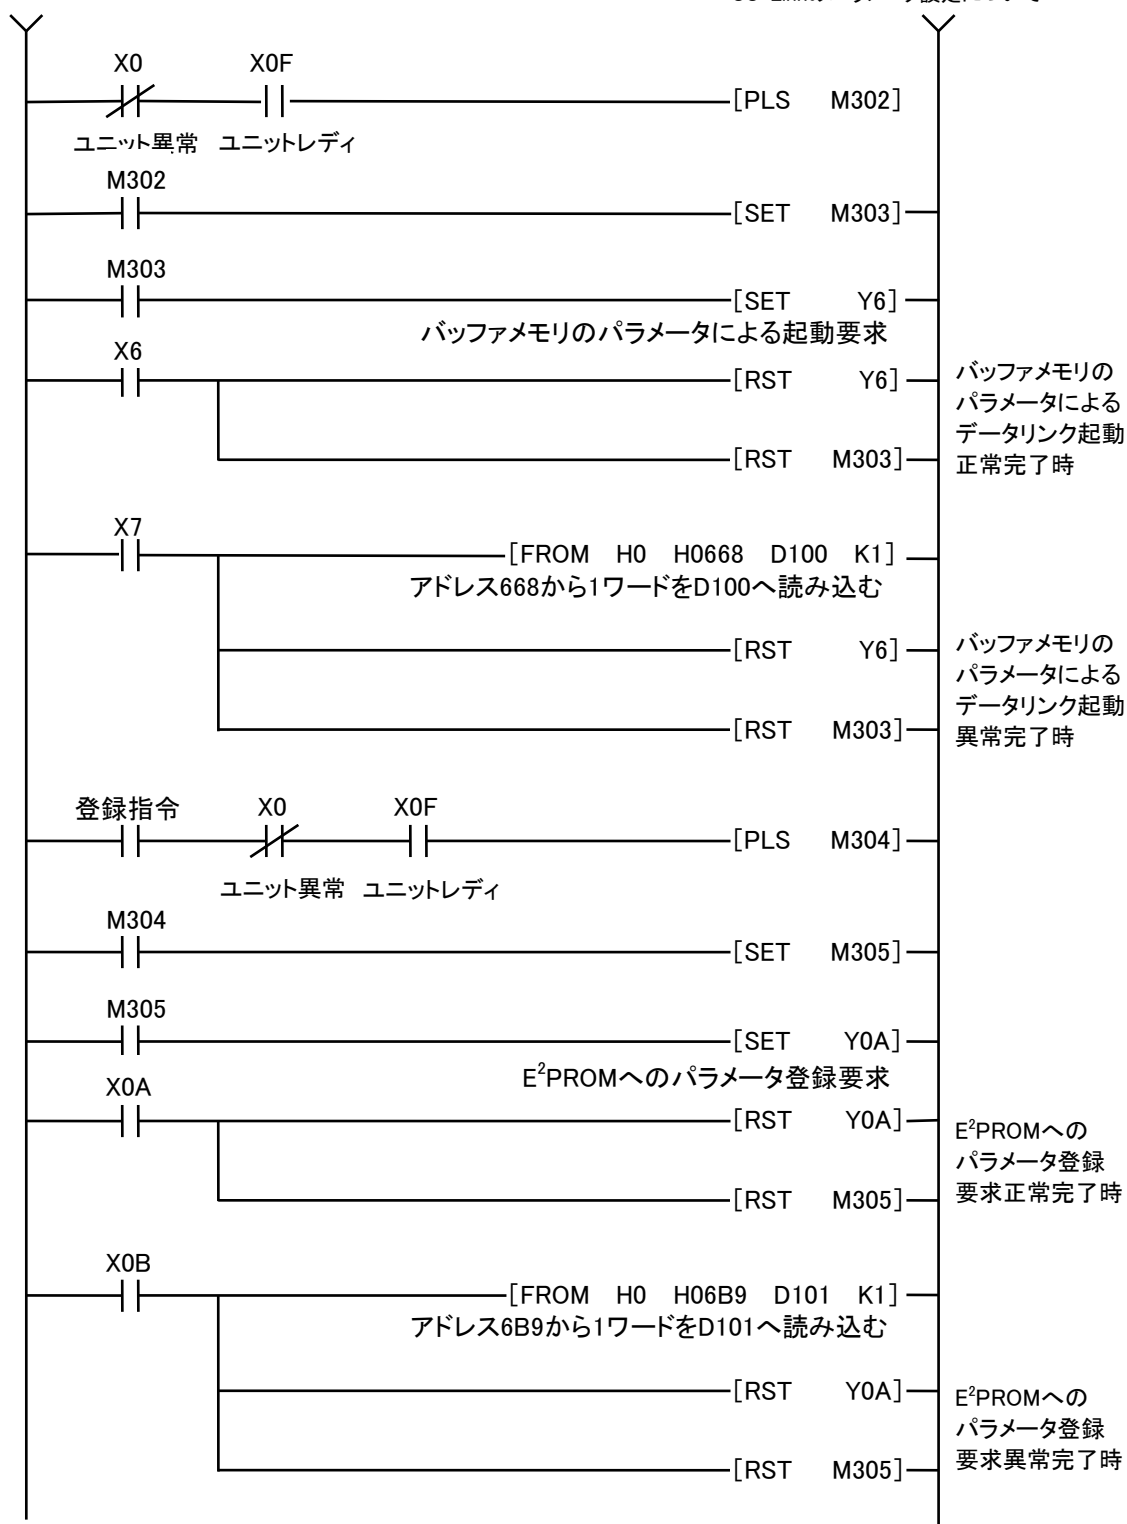 X0 X0F
[PLS M302]
ユニット異常 ユニットレディ
M302
[SET M303]
M303
[SET Y6]
バッファメモリのパラメータによる起動要求
X6
[RST Y6]
バッファメモリの
パラメータによる
データリンク起動
正常完了時
[RST M303]
X7
[FROM H0 H0668 D100 K1]
アドレス668から1ワードをD100へ読み込む
[RST Y6]
バッファメモリの
パラメータによる
データリンク起動
異常完了時
[RST M303]
登録指令 X0 X0F
[PLS M304]
ユニット異常 ユニットレディ
M304
[SET M305]
M305
[SET Y0A]
E²PROMへのパラメータ登録要求
X0A
[RST Y0A]
E²PROMへの
パラメータ登録
要求正常完了時
[RST M305]
X0B
[FROM H0 H06B9 D101 K1]
アドレス6B9から1ワードをD101へ読み込む
[RST Y0A]
E²PROMへの
パラメータ登録
要求異常完了時
[RST M305]